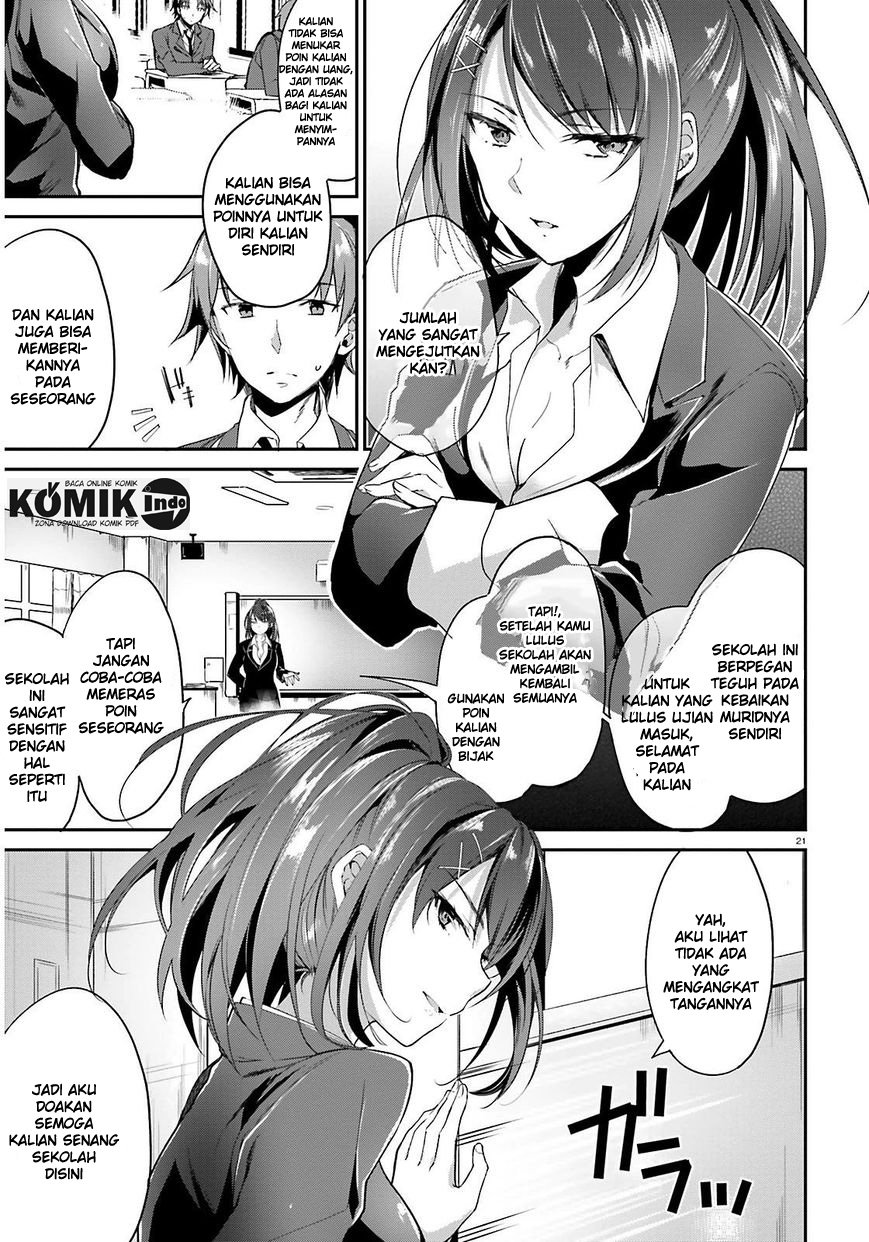 JUMLAH
YANG SANGAT
MENGEJUTKAN
KAN?
SEKOLAH INI
BERPEGAN
TEGUH PADA
KEBAIKAN
MURIDNYA
SENDIRI
UNTUK
KALIAN YANG
LULUS UJIAN
MASUK,
SELAMAT
PADA
KALIAN
TAPI!,
SETELAH KAMU
LULUS
SEKOLAH AKAN
MENGAMBIL
KEMBALI
SEMUANYA
GUNAKAN
POIN
KALIAN
DENGAN
BIJAK
KALIAN
TIDAK BISA
MENUKAR
POIN KALIAN
DENGAN UANG,
JADI TIDAK
ADA ALASAN
BAGI KALIAN
UNTUK
MENYIM-
PANNYA
KALIAN BISA
MENGGUNAKAN
POINNYA UNTUK
DIRI KALIAN
SENDIRI
DAN KALIAN
JUGA BISA
MEMBERI-
KANNYA
PADA
SESEORANG
BACA ONLINE KOMIK
KOMIK Indo
ZONA DOWNLOAD KOMIK PDF
TAPI
JANGAN
COBA-COBA
MEMERAS
POIN
SESEORANG
SEKOLAH
INI
SANGAT
SENSITIF
DENGAN
HAL
SEPERTI
ITU
21
YAH,
AKU LIHAT
TIDAK ADA
YANG
MENGANGKAT
TANGANNYA
ガラッ
JADI AKU
DOAKAN
SEMOGA
KALIAN SENANG
SEKOLAH
DISINI